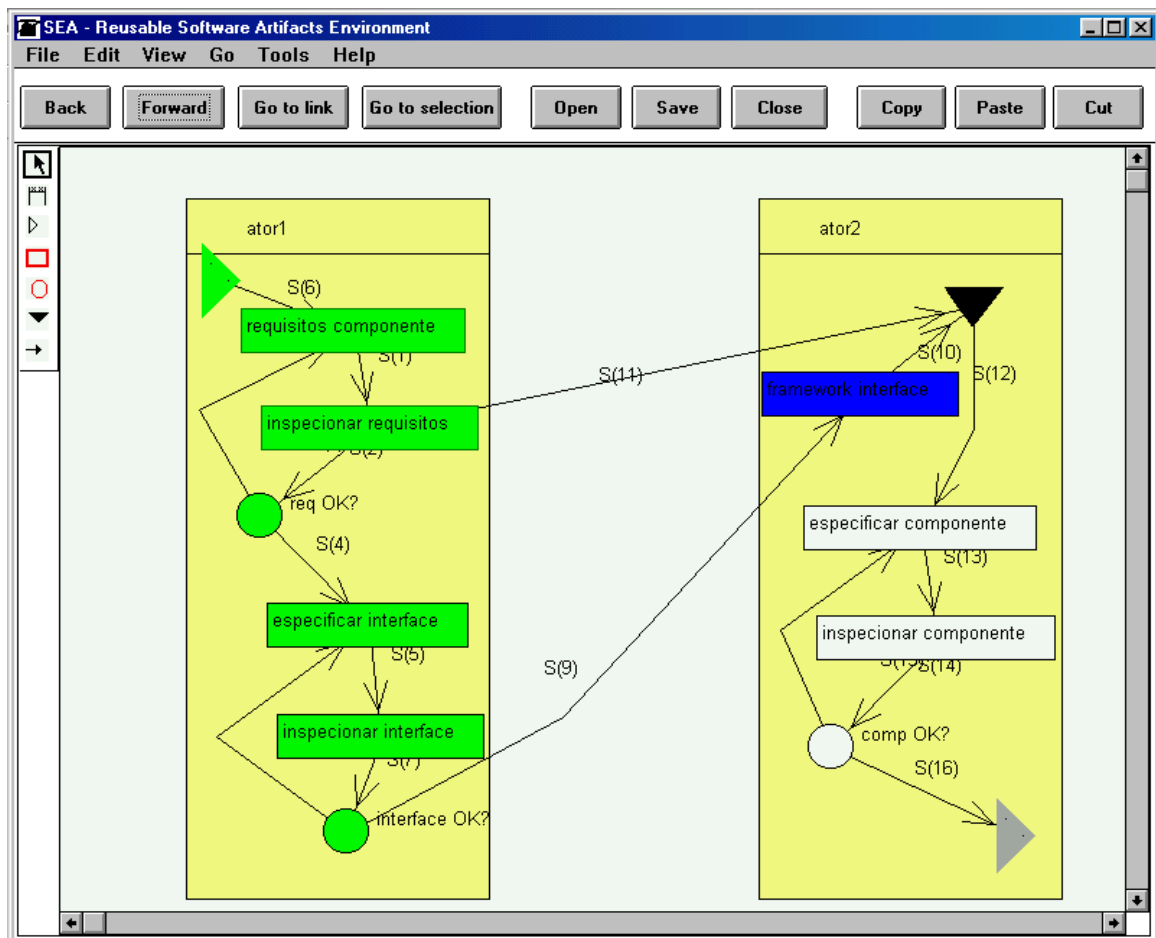 SEA - Reusable Software Artifacts Environment
File Edit View Go Tools Help
Back Forward Go to link Go to selection Open Save Close Copy Paste Cut
ator1
S(6)
requisitos componente
S(1)
inspecionar requisitos
S(2)
req OK?
S(4)
especificar interface
S(5)
inspecionar interface
S(7)
interface OK?
S(11)
S(9)
ator2
S(10)
S(12)
framework interface
especificar componente
S(13)
inspecionar componente
S(15)
S(14)
comp OK?
S(16)